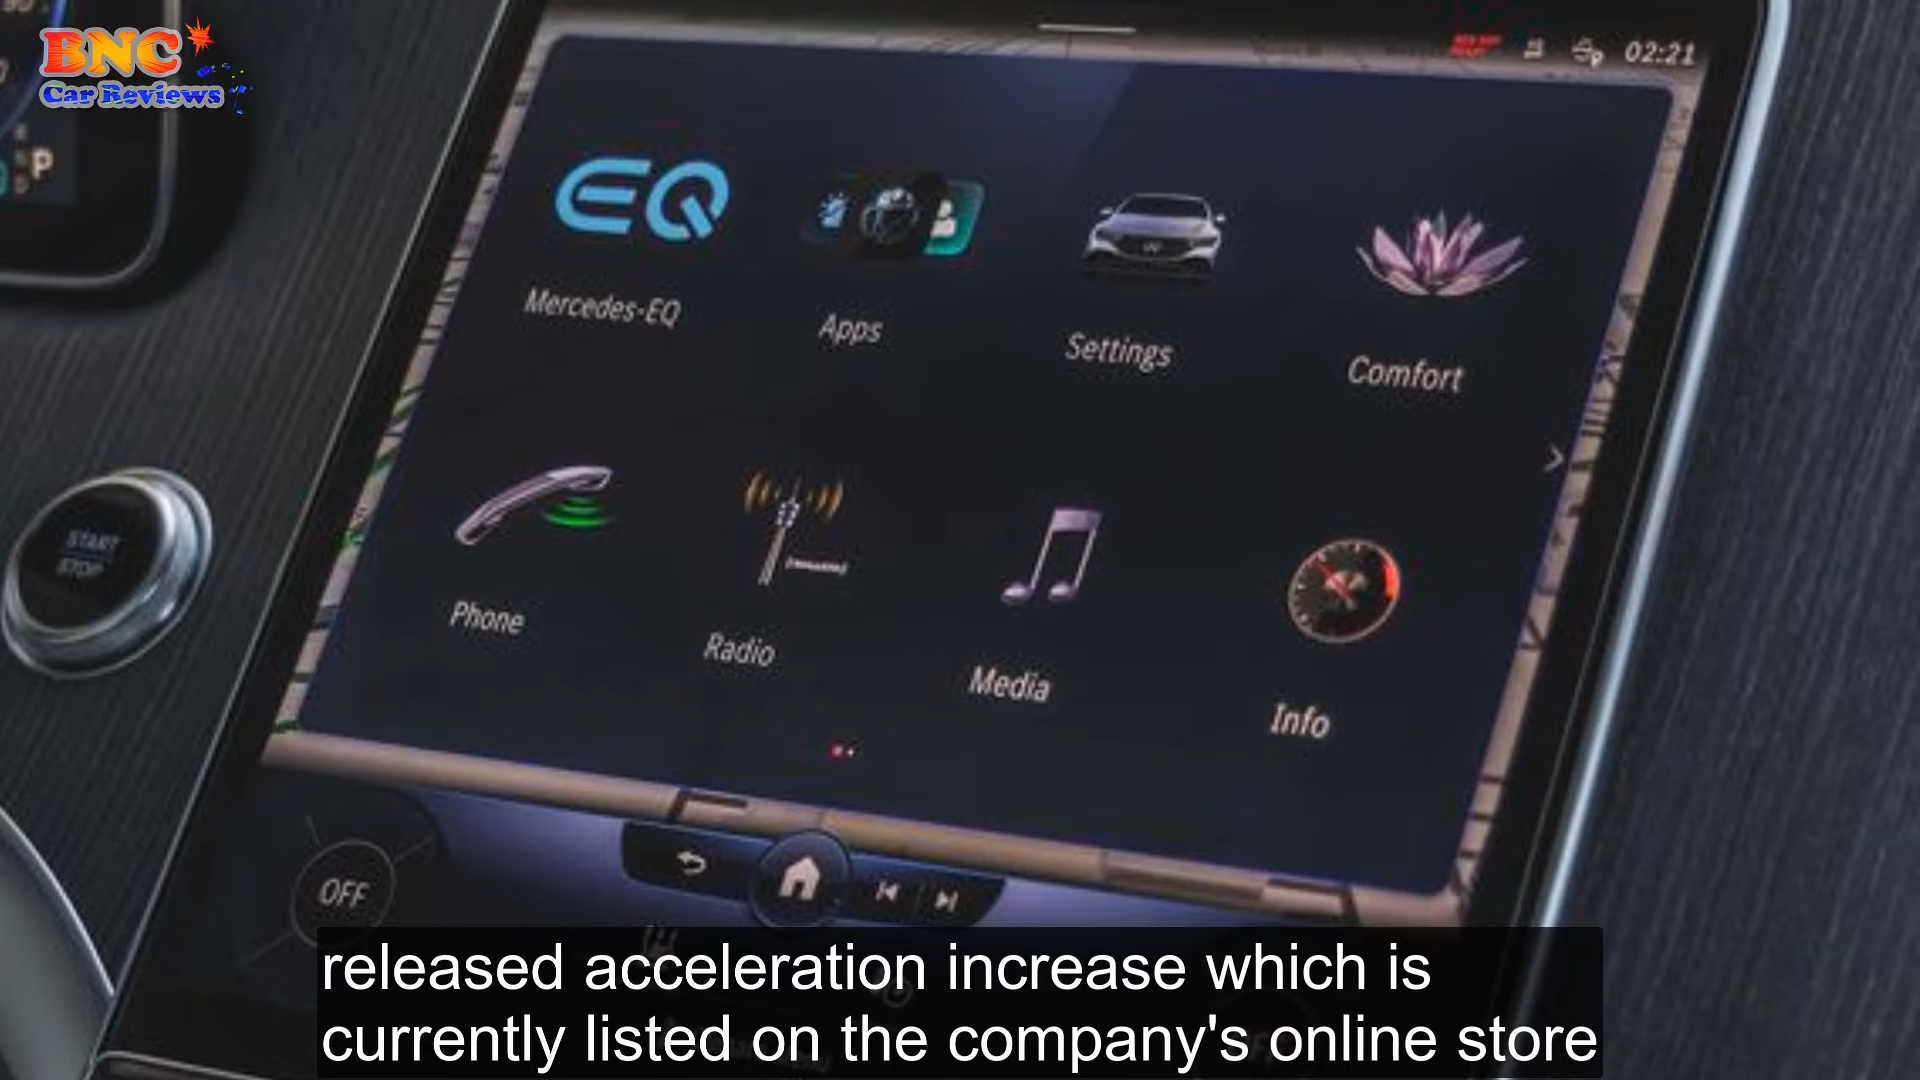 BNC
Car Reviews
02:21
P
EQ
Mercedes-EQ
Apps
Settings
Comfort
START
STOP
Phone
Radio
Media
Info
OFF
released acceleration increase which is
currently listed on the company's online store